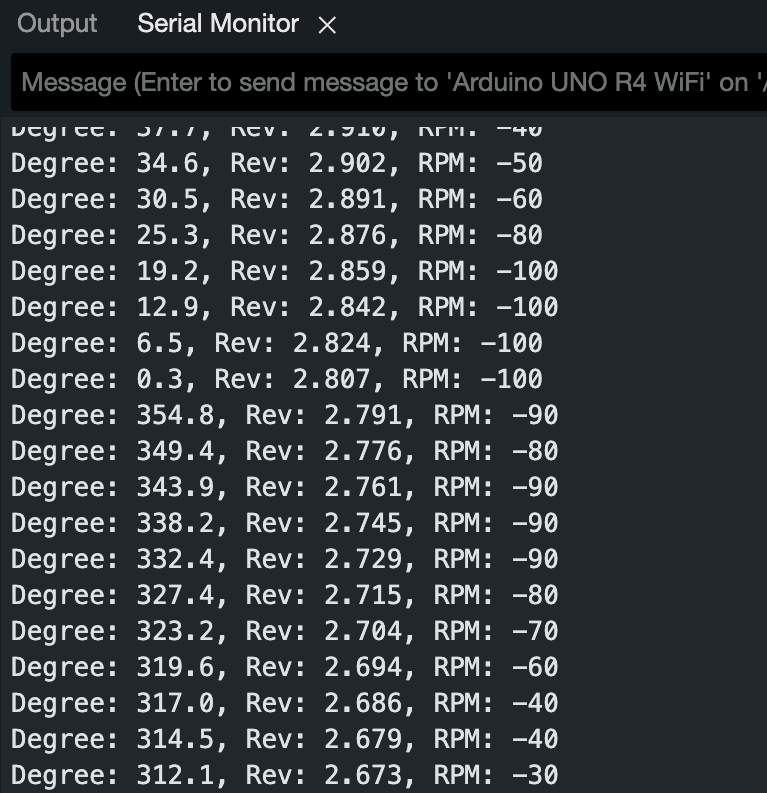 Output Serial Monitor ×
Message (Enter to send message to 'Arduino UNO R4 WiFi' on '/
Degree: 37.7, Rev: 2.910, RPM: -40
Degree: 34.6, Rev: 2.902, RPM: -50
Degree: 30.5, Rev: 2.891, RPM: -60
Degree: 25.3, Rev: 2.876, RPM: -80
Degree: 19.2, Rev: 2.859, RPM: -100
Degree: 12.9, Rev: 2.842, RPM: -100
Degree: 6.5, Rev: 2.824, RPM: -100
Degree: 0.3, Rev: 2.807, RPM: -100
Degree: 354.8, Rev: 2.791, RPM: -90
Degree: 349.4, Rev: 2.776, RPM: -80
Degree: 343.9, Rev: 2.761, RPM: -90
Degree: 338.2, Rev: 2.745, RPM: -90
Degree: 332.4, Rev: 2.729, RPM: -90
Degree: 327.4, Rev: 2.715, RPM: -80
Degree: 323.2, Rev: 2.704, RPM: -70
Degree: 319.6, Rev: 2.694, RPM: -60
Degree: 317.0, Rev: 2.686, RPM: -40
Degree: 314.5, Rev: 2.679, RPM: -40
Degree: 312.1, Rev: 2.673, RPM: -30